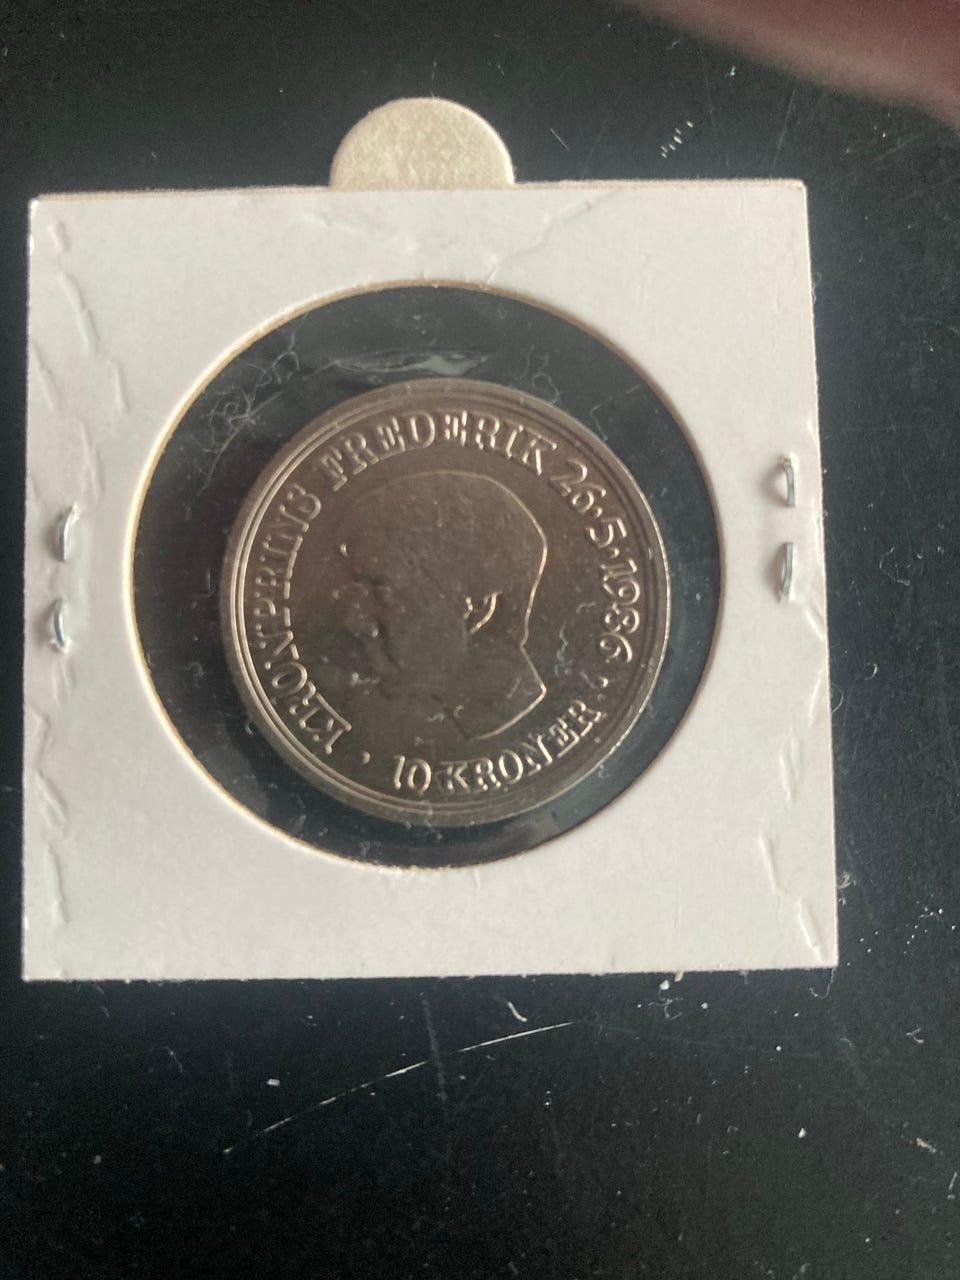 KRONPRINS FREDERIK 26·5·1986
· 10 KRONER ·